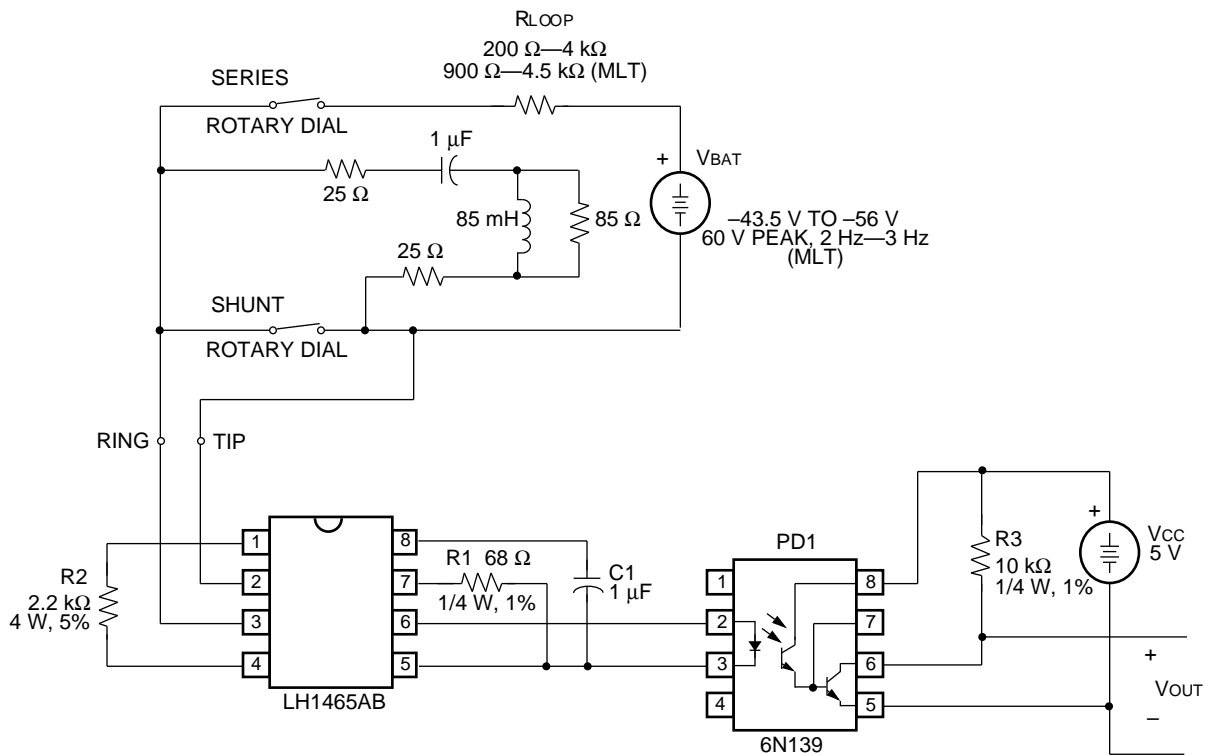 RLOOP
200 Ω—4 kΩ
900 Ω—4.5 kΩ (MLT)
SERIES
ROTARY DIAL
1 μF
25 Ω
+
VBAT
85 mH
85 Ω
–43.5 V TO –56 V
60 V PEAK, 2 Hz—3 Hz
(MLT)
25 Ω
SHUNT
ROTARY DIAL
RING
TIP
R2
2.2 kΩ
4 W, 5%
1
2
3
4
8
7
6
5
LH1465AB
R1 68 Ω
1/4 W, 1%
C1
1 μF
PD1
1
2
3
4
8
7
6
5
6N139
R3
10 kΩ
1/4 W, 1%
+
VCC
5 V
+
VOUT
–